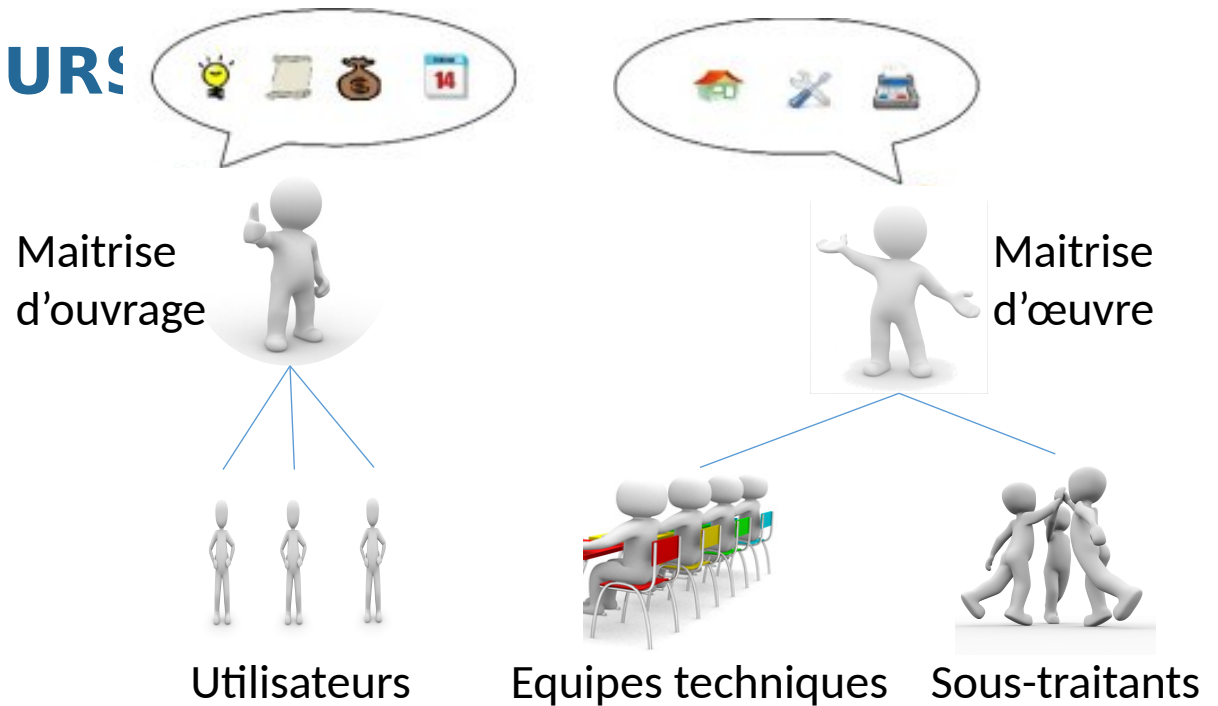 URS
14
Maitrise
d’ouvrage
Maitrise
d’œuvre
Utilisateurs
Equipes techniques
Sous-traitants